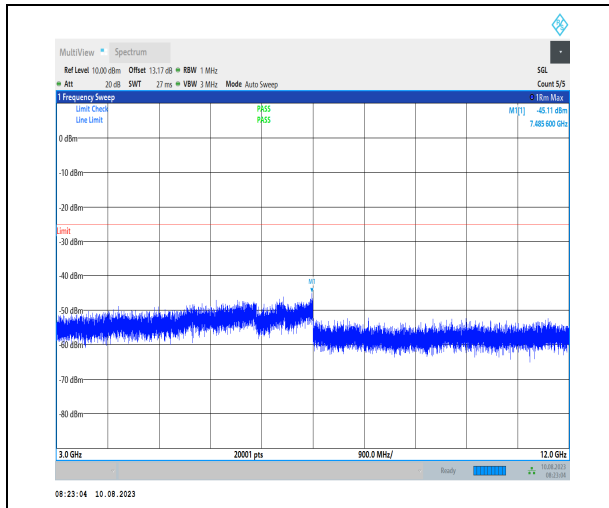 R&S
MultiView Spectrum
Ref Level 10.00 dBm Offset 13.17 dB RBW 1 MHz SGL
Att 20 dB SWT 27 ms VBW 3 MHz Mode Auto Sweep Count 5/5
1 Frequency Sweep 1Rm Max
Limit Check PASS M1[1] -45.11 dBm
Line Limit PASS 7.485 600 GHz
0 dBm
-10 dBm
-20 dBm
Limit
-30 dBm
-40 dBm
M1
-50 dBm
-60 dBm
-70 dBm
-80 dBm
3.0 GHz 20001 pts 900.0 MHz/ 12.0 GHz
Ready 10.08.2023
08:23:04
08:23:04 10.08.2023